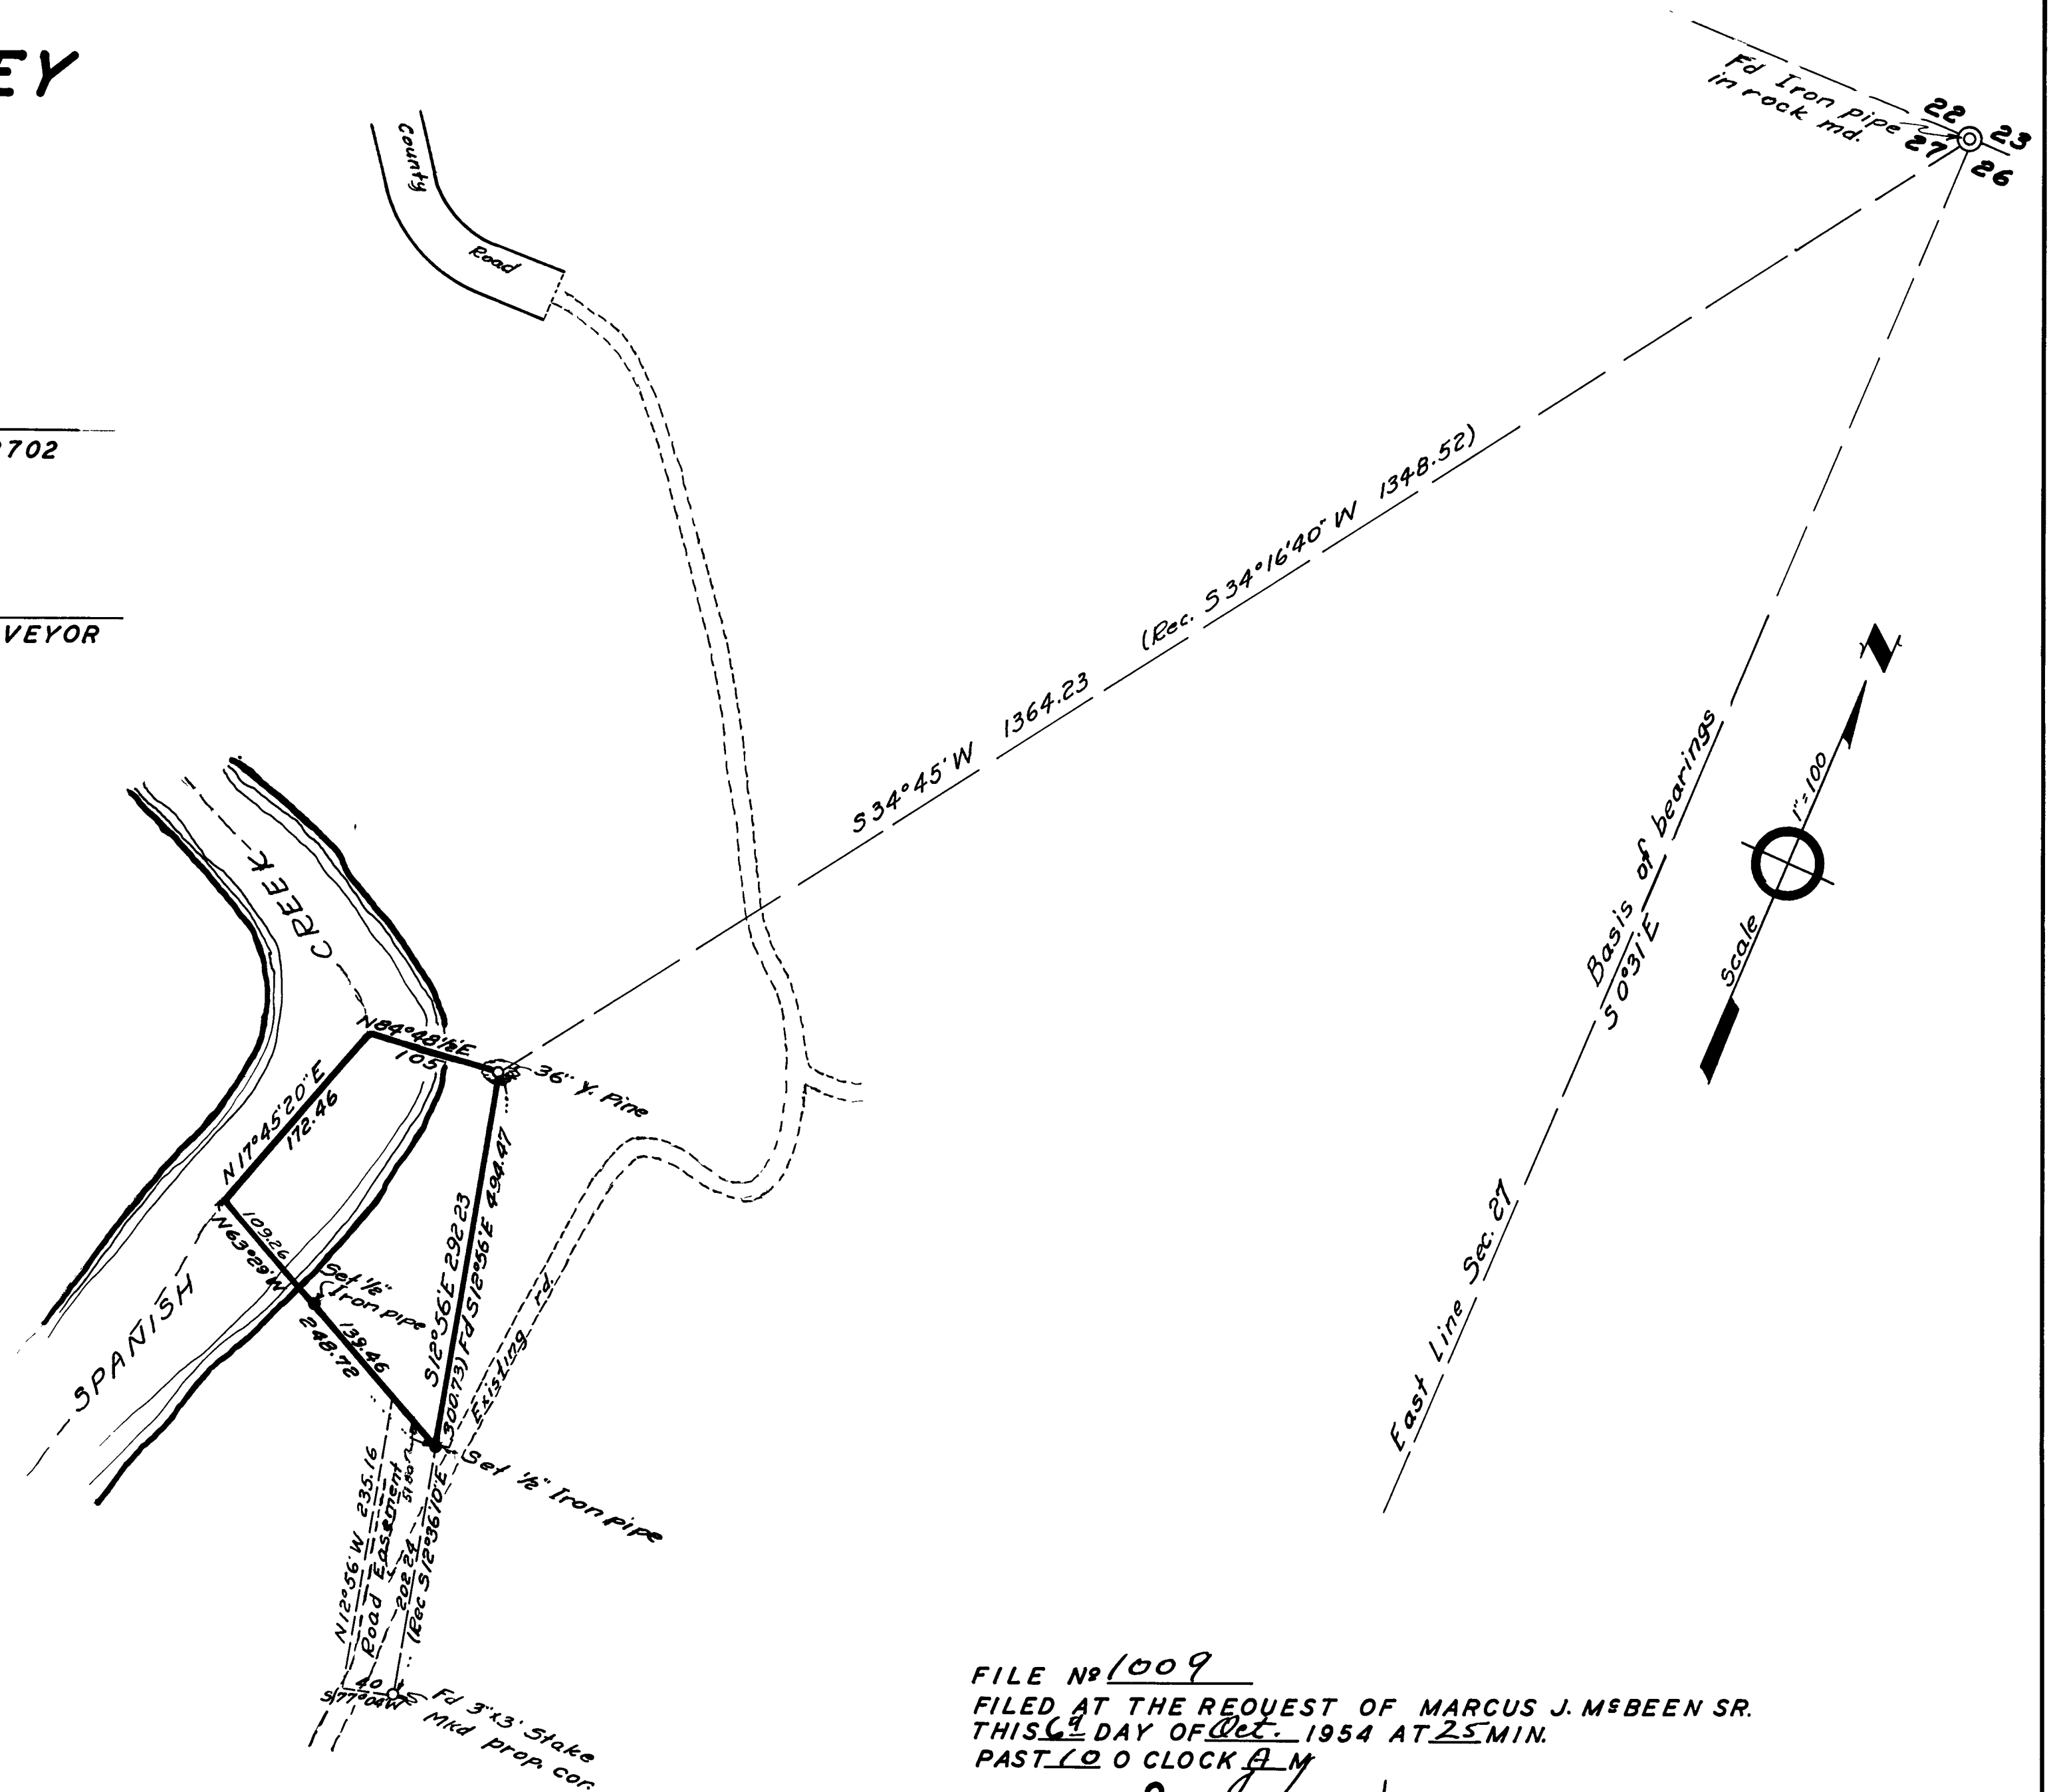 EY
702
VEYOR
County
Road
Fd Iron pipe
in rock md.
22
23
27
26
(Rec. S34°16'40"W 1348.52)
S34°45'W 1364.23
N
1"=100
Scale
Basis of bearings
S0°31'E
East Line Sec. 27
CREEK
SPANISH
N84°48½'E
105
36" Y. Pine
N17°45'20"E
172.46
109.26
N63°29'W
Set ½"
Iron pipe
139.46
248.72
S12°56'E 292.23
(300.73) Fd S12°56'E 494.47
Existing rd.
Set ½" Iron pipe
N12°56'W 235.16
Road Easement
202.24
(Rec S12°36'10"E
40
S77°04'W
Fd 3"x3" Stake
Mkd prop. cor.
FILE Nº 1009
FILED AT THE REQUEST OF MARCUS J. McBEEN SR.
THIS 6th DAY OF Oct. 1954 AT 25 MIN.
PAST 10 O CLOCK A M